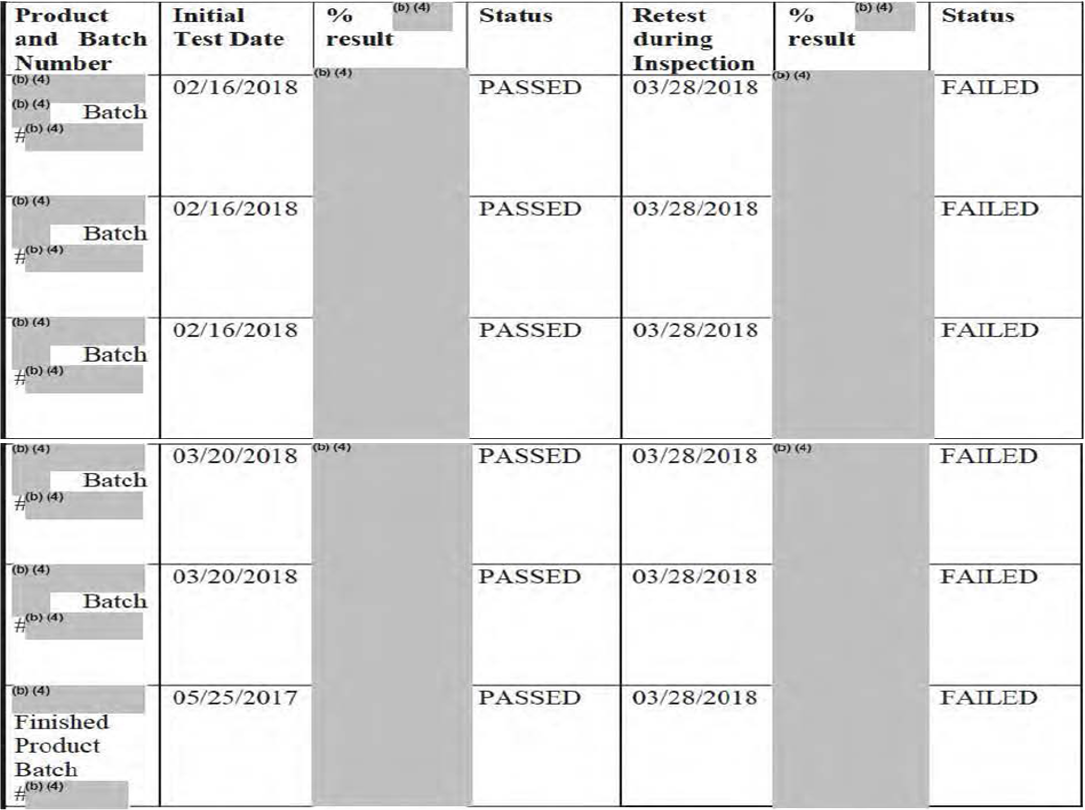 Product and Batch Number
Initial Test Date
% (b) (4) result
Status
Retest during Inspection
% (b) (4) result
Status
(b) (4)
(b) (4) Batch
#(b) (4)
02/16/2018
(b) (4)
PASSED
03/28/2018
(b) (4)
FAILED
(b) (4)
Batch
#(b) (4)
02/16/2018
PASSED
03/28/2018
FAILED
(b) (4)
Batch
#(b) (4)
02/16/2018
PASSED
03/28/2018
FAILED
(b) (4)
Batch
#(b) (4)
03/20/2018
(b) (4)
PASSED
03/28/2018
(b) (4)
FAILED
(b) (4)
Batch
#(b) (4)
03/20/2018
PASSED
03/28/2018
FAILED
(b) (4)
Finished
Product
Batch
#(b) (4)
05/25/2017
PASSED
03/28/2018
FAILED